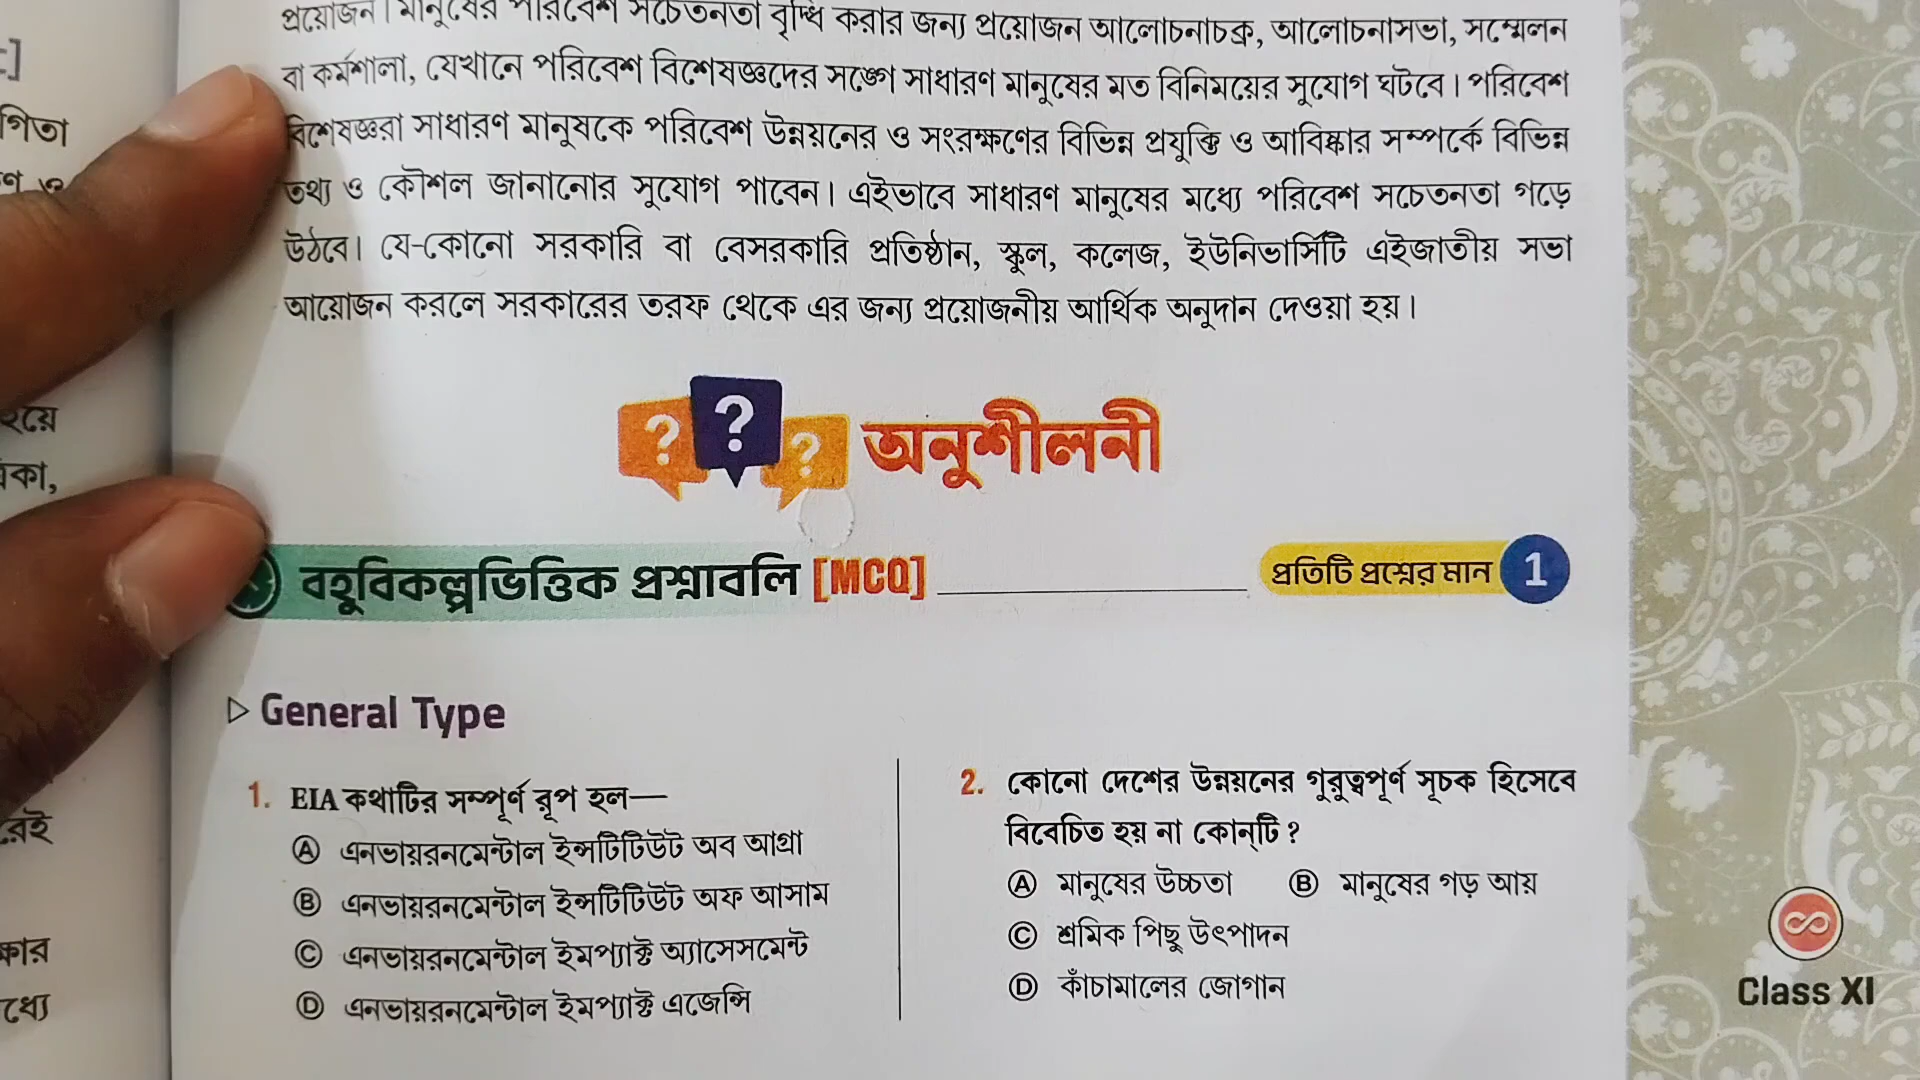 প্রয়োজন। মানুষের পরিবেশ সচেতনতা বৃদ্ধি করার জন্য প্রয়োজন আলোচনাচক্র, আলোচনাসভা, সম্মেলন
বা কর্মশালা, যেখানে পরিবেশ বিশেষজ্ঞদের সঙ্গে সাধারণ মানুষের মত বিনিময়ের সুযোগ ঘটবে। পরিবেশ
বিশেষজ্ঞরা সাধারণ মানুষকে পরিবেশ উন্নয়নের ও সংরক্ষণের বিভিন্ন প্রযুক্তি ও আবিষ্কার সম্পর্কে বিভিন্ন
তথ্য ও কৌশল জানানোর সুযোগ পাবেন। এইভাবে সাধারণ মানুষের মধ্যে পরিবেশ সচেতনতা গড়ে
উঠবে। যে-কোনো সরকারি বা বেসরকারি প্রতিষ্ঠান, স্কুল, কলেজ, ইউনিভার্সিটি এইজাতীয় সভা
আয়োজন করলে সরকারের তরফ থেকে এর জন্য প্রয়োজনীয় আর্থিক অনুদান দেওয়া হয়।
? ? ? অনুশীলনী
বহুবিকল্পভিত্তিক প্রশ্নাবলি [MCQ] প্রতিটি প্রশ্নের মান 1
▷ General Type
1. EIA কথাটির সম্পূর্ণ রূপ হল—
Ⓐ এনভায়রনমেন্টাল ইন্সটিটিউট অব আগ্রা
Ⓑ এনভায়রনমেন্টাল ইন্সটিটিউট অফ আসাম
Ⓒ এনভায়রনমেন্টাল ইমপ্যাক্ট অ্যাসেসমেন্ট
Ⓓ এনভায়রনমেন্টাল ইমপ্যাক্ট এজেন্সি
2. কোনো দেশের উন্নয়নের গুরুত্বপূর্ণ সূচক হিসেবে
বিবেচিত হয় না কোন্‌টি ?
Ⓐ মানুষের উচ্চতা Ⓑ মানুষের গড় আয়
Ⓒ শ্রমিক পিছু উৎপাদন
Ⓓ কাঁচামালের জোগান
Class XI